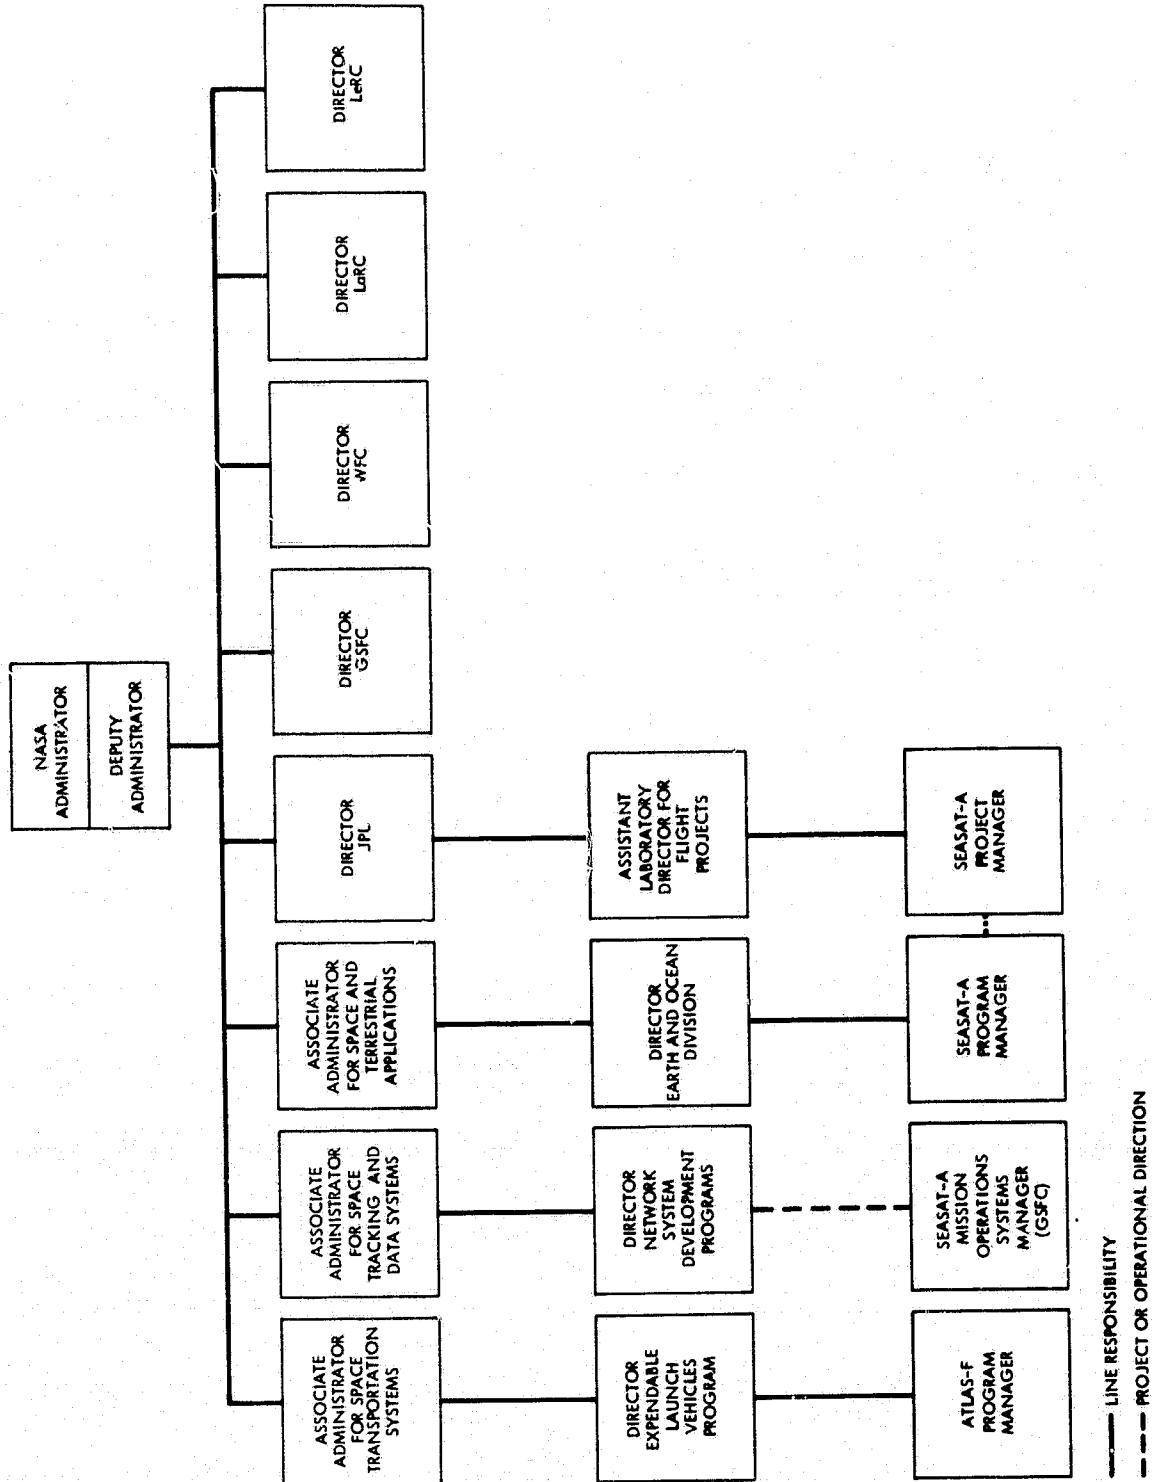 NASA
ADMINISTRATOR
DEPUTY
ADMINISTRATOR
ASSOCIATE
ADMINISTRATOR
FOR SPACE
TRANSPORTATION
SYSTEMS
ASSOCIATE
ADMINISTRATOR
FOR SPACE
TRACKING AND
DATA SYSTEMS
ASSOCIATE
ADMINISTRATOR
FOR SPACE AND
TERRESTRIAL
APPLICATIONS
DIRECTOR
JPL
DIRECTOR
GSFC
DIRECTOR
WFC
DIRECTOR
LaRC
DIRECTOR
LeRC
DIRECTOR
EXPENDABLE
LAUNCH
VEHICLES
PROGRAM
DIRECTOR
NETWORK
SYSTEM
DEVELOPMENT
PROGRAMS
DIRECTOR
EARTH AND OCEAN
DIVISION
ASSISTANT
LABORATORY
DIRECTOR FOR
FLIGHT
PROJECTS
ATLAS-F
PROGRAM
MANAGER
SEASAT-A
MISSION
OPERATIONS
SYSTEMS
MANAGER
(GSFC)
SEASAT-A
PROGRAM
MANAGER
SEASAT-A
PROJECT
MANAGER
LINE RESPONSIBILITY
PROJECT OR OPERATIONAL DIRECTION